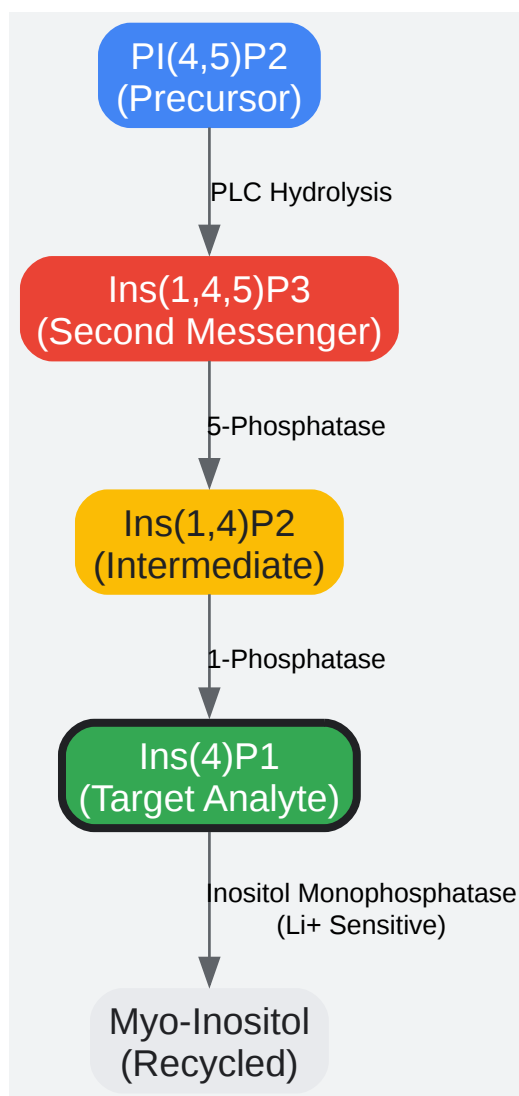 PI(4,5)P2
(Precursor)
PLC Hydrolysis
Ins(1,4,5)P3
(Second Messenger)
5-Phosphatase
Ins(1,4)P2
(Intermediate)
1-Phosphatase
Ins(4)P1
(Target Analyte)
Inositol Monophosphatase
(Li+ Sensitive)
Myo-Inositol
(Recycled)